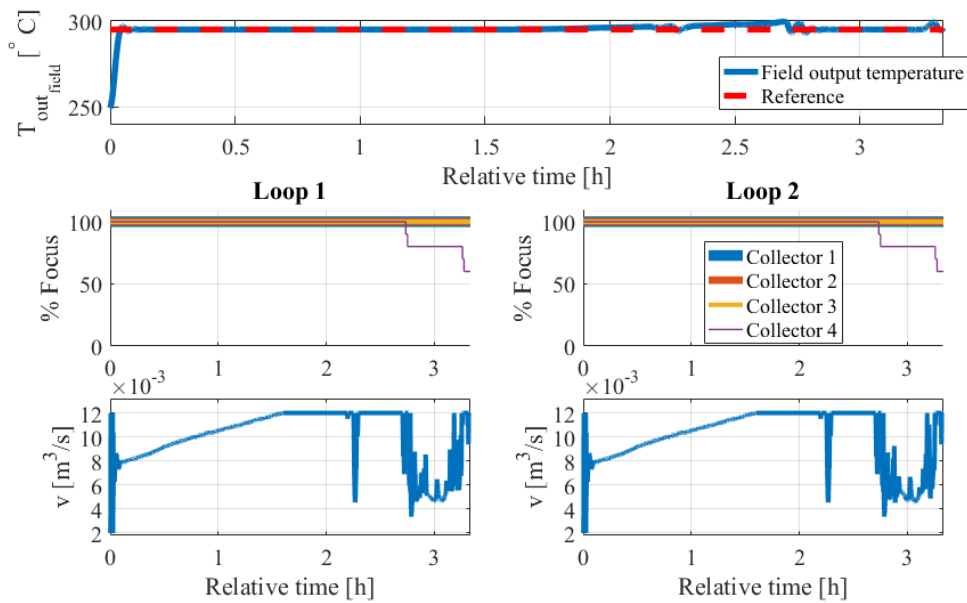 300
250
T_out_field [°C]
0
0.5
1
1.5
2
2.5
3
Relative time [h]
Field output temperature
Reference
Loop 1
100
50
0
% Focus
0
1
2
3
Loop 2
100
50
0
% Focus
0
1
2
3
Collector 1
Collector 2
Collector 3
Collector 4
×10^-3
12
10
8
6
4
2
v [m^3/s]
0
1
2
3
Relative time [h]
×10^-3
12
10
8
6
4
2
v [m^3/s]
0
1
2
3
Relative time [h]